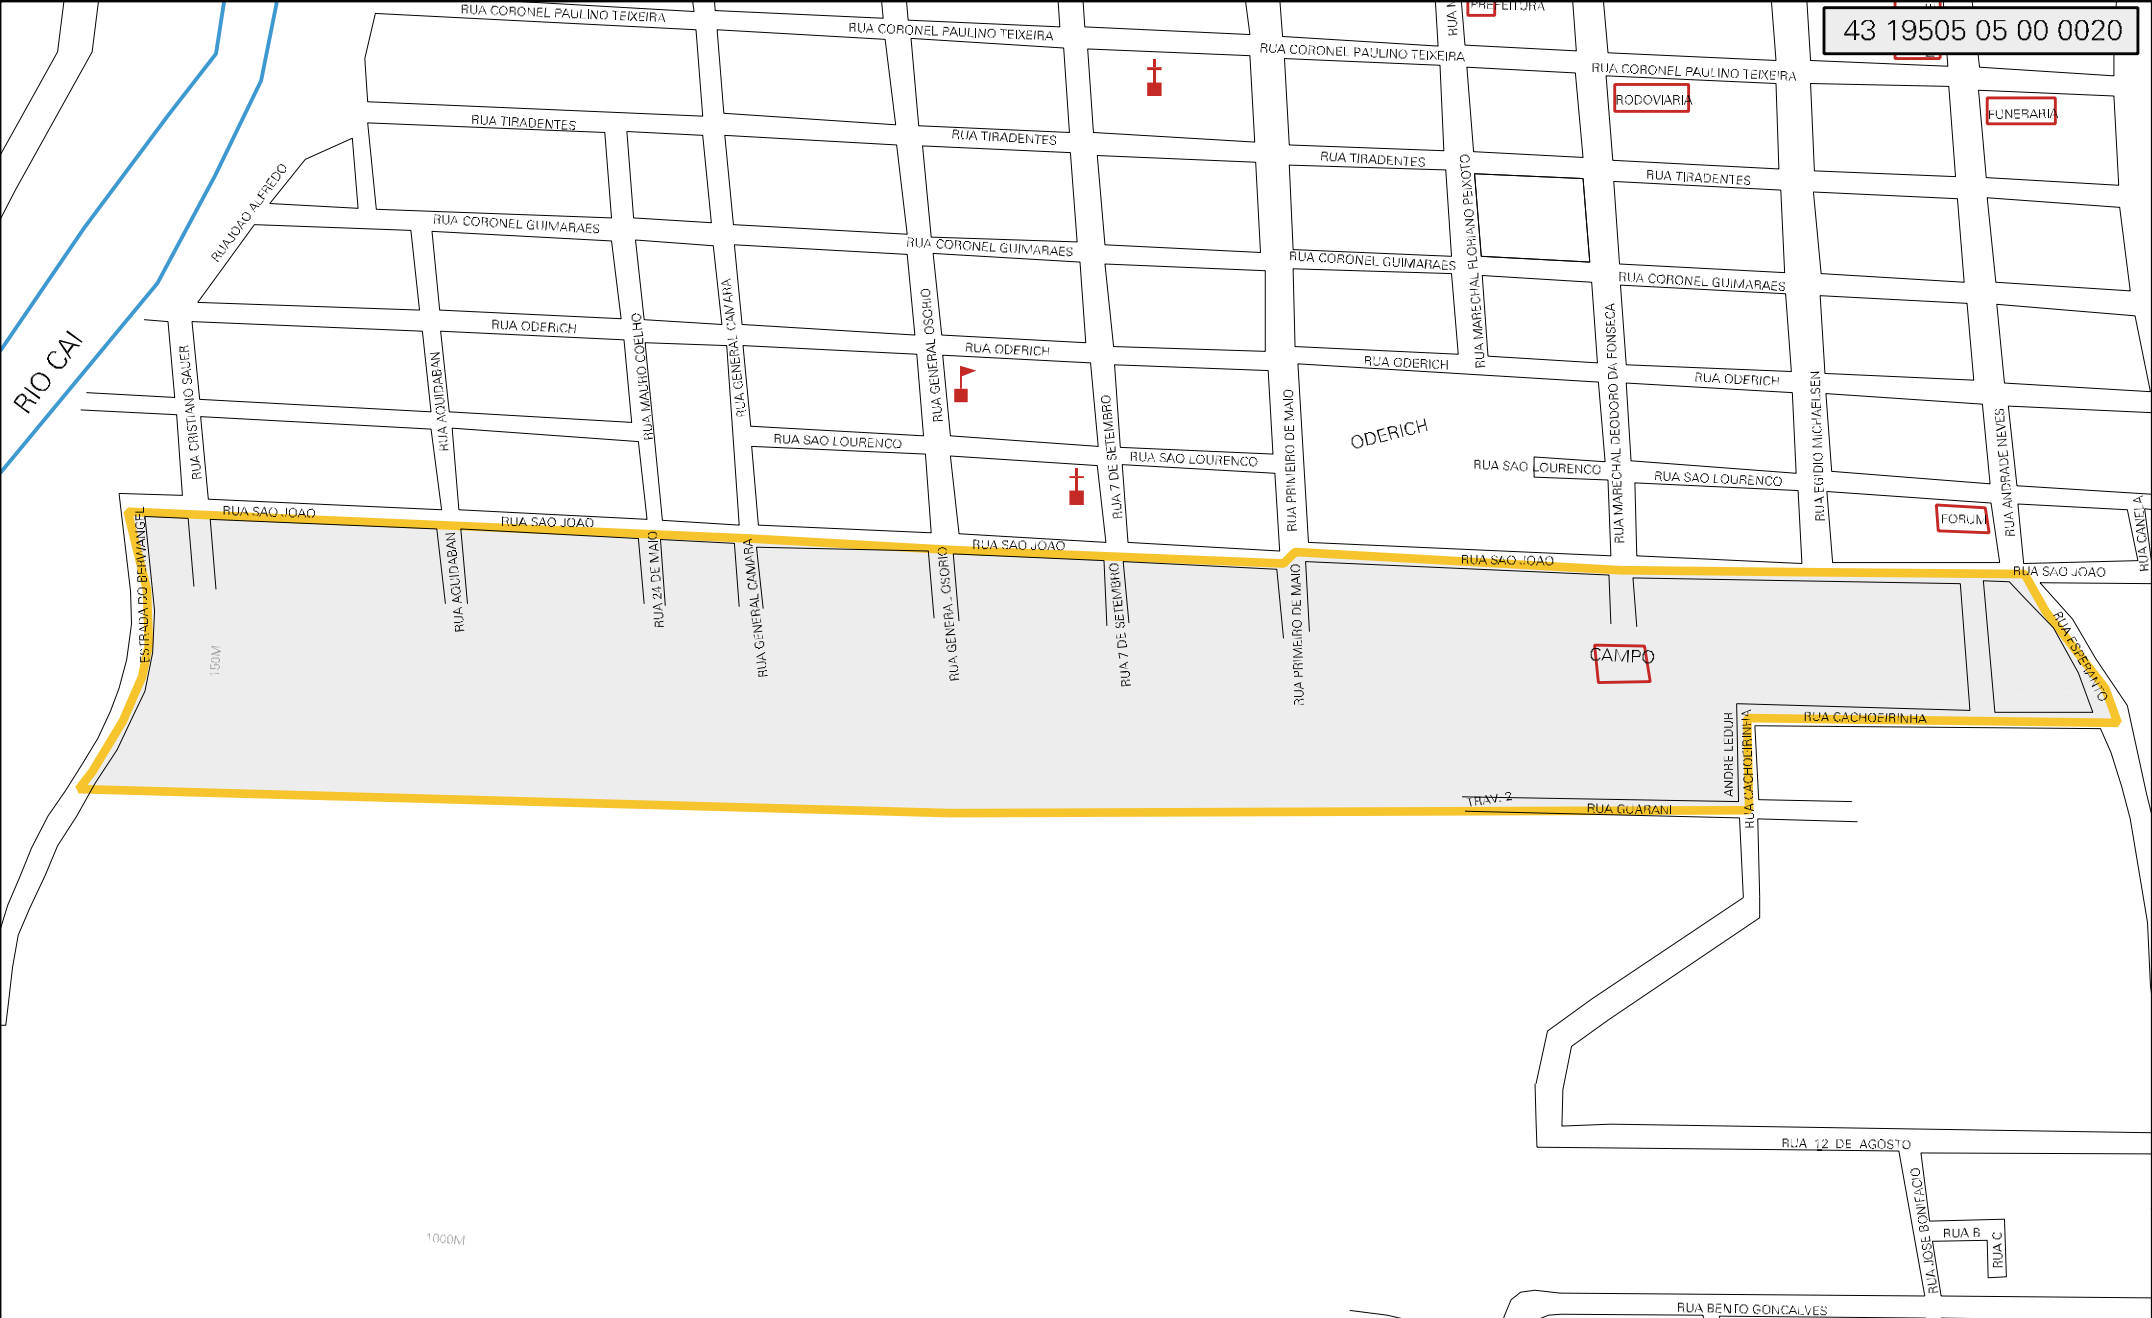 RUA CORONEL PAULINO TEIXEIRA
RUA CORONEL PAULINO TEIXEIRA
RUA CORONEL PAULINO TEIXEIRA
RUA CORONEL PAULINO TEIXEIRA
PREFEITURA
43 19505 05 00 0020
RODOVIARIA
FUNERARIA
RUA TIRADENTES
RUA TIRADENTES
RUA TIRADENTES
RUA TIRADENTES
RUA JOAO ALFREDO
RUA CORONEL GUIMARAES
RUA CORONEL GUIMARAES
RUA CORONEL GUIMARAES
RUA CORONEL GUIMARAES
RUA MARECHAL FLORIANO PEIXOTO
RIO CAI
RUA ODERICH
RUA ODERICH
RUA ODERICH
RUA ODERICH
RUA CRISTIANO SAUER
RUA AQUIDABAN
RUA MAURO COELHO
RUA GENERAL CAMARA
RUA GENERAL OSORIO
RUA 7 DE SETEMBRO
RUA PRIMEIRO DE MAIO
RUA MARECHAL DEODORO DA FONSECA
RUA EGIDIO MICHAELSEN
RUA ANDRADE NEVES
RUA CANELA
ODERICH
RUA SAO LOURENCO
RUA SAO LOURENCO
RUA SAO LOURENCO
RUA SAO LOURENCO
FORUM
RUA SAO JOAO
RUA SAO JOAO
RUA SAO JOAO
RUA SAO JOAO
RUA SAO JOAO
ESTRADA DO BERWANGEL
150M
RUA AQUIDABAN
RUA 24 DE MAIO
RUA GENERAL CAMARA
RUA GENERAL OSORIO
RUA 7 DE SETEMBRO
RUA PRIMEIRO DE MAIO
CAMPO
RUA ESPERANTO
RUA CACHOEIRINHA
ANDRE LEDUR
RUA CACHOEIRINHA
TRAV. 2
RUA GUARANI
RUA 12 DE AGOSTO
RUA JOSE BONIFACIO
RUA B
RUA C
1000M
RUA BENTO GONCALVES